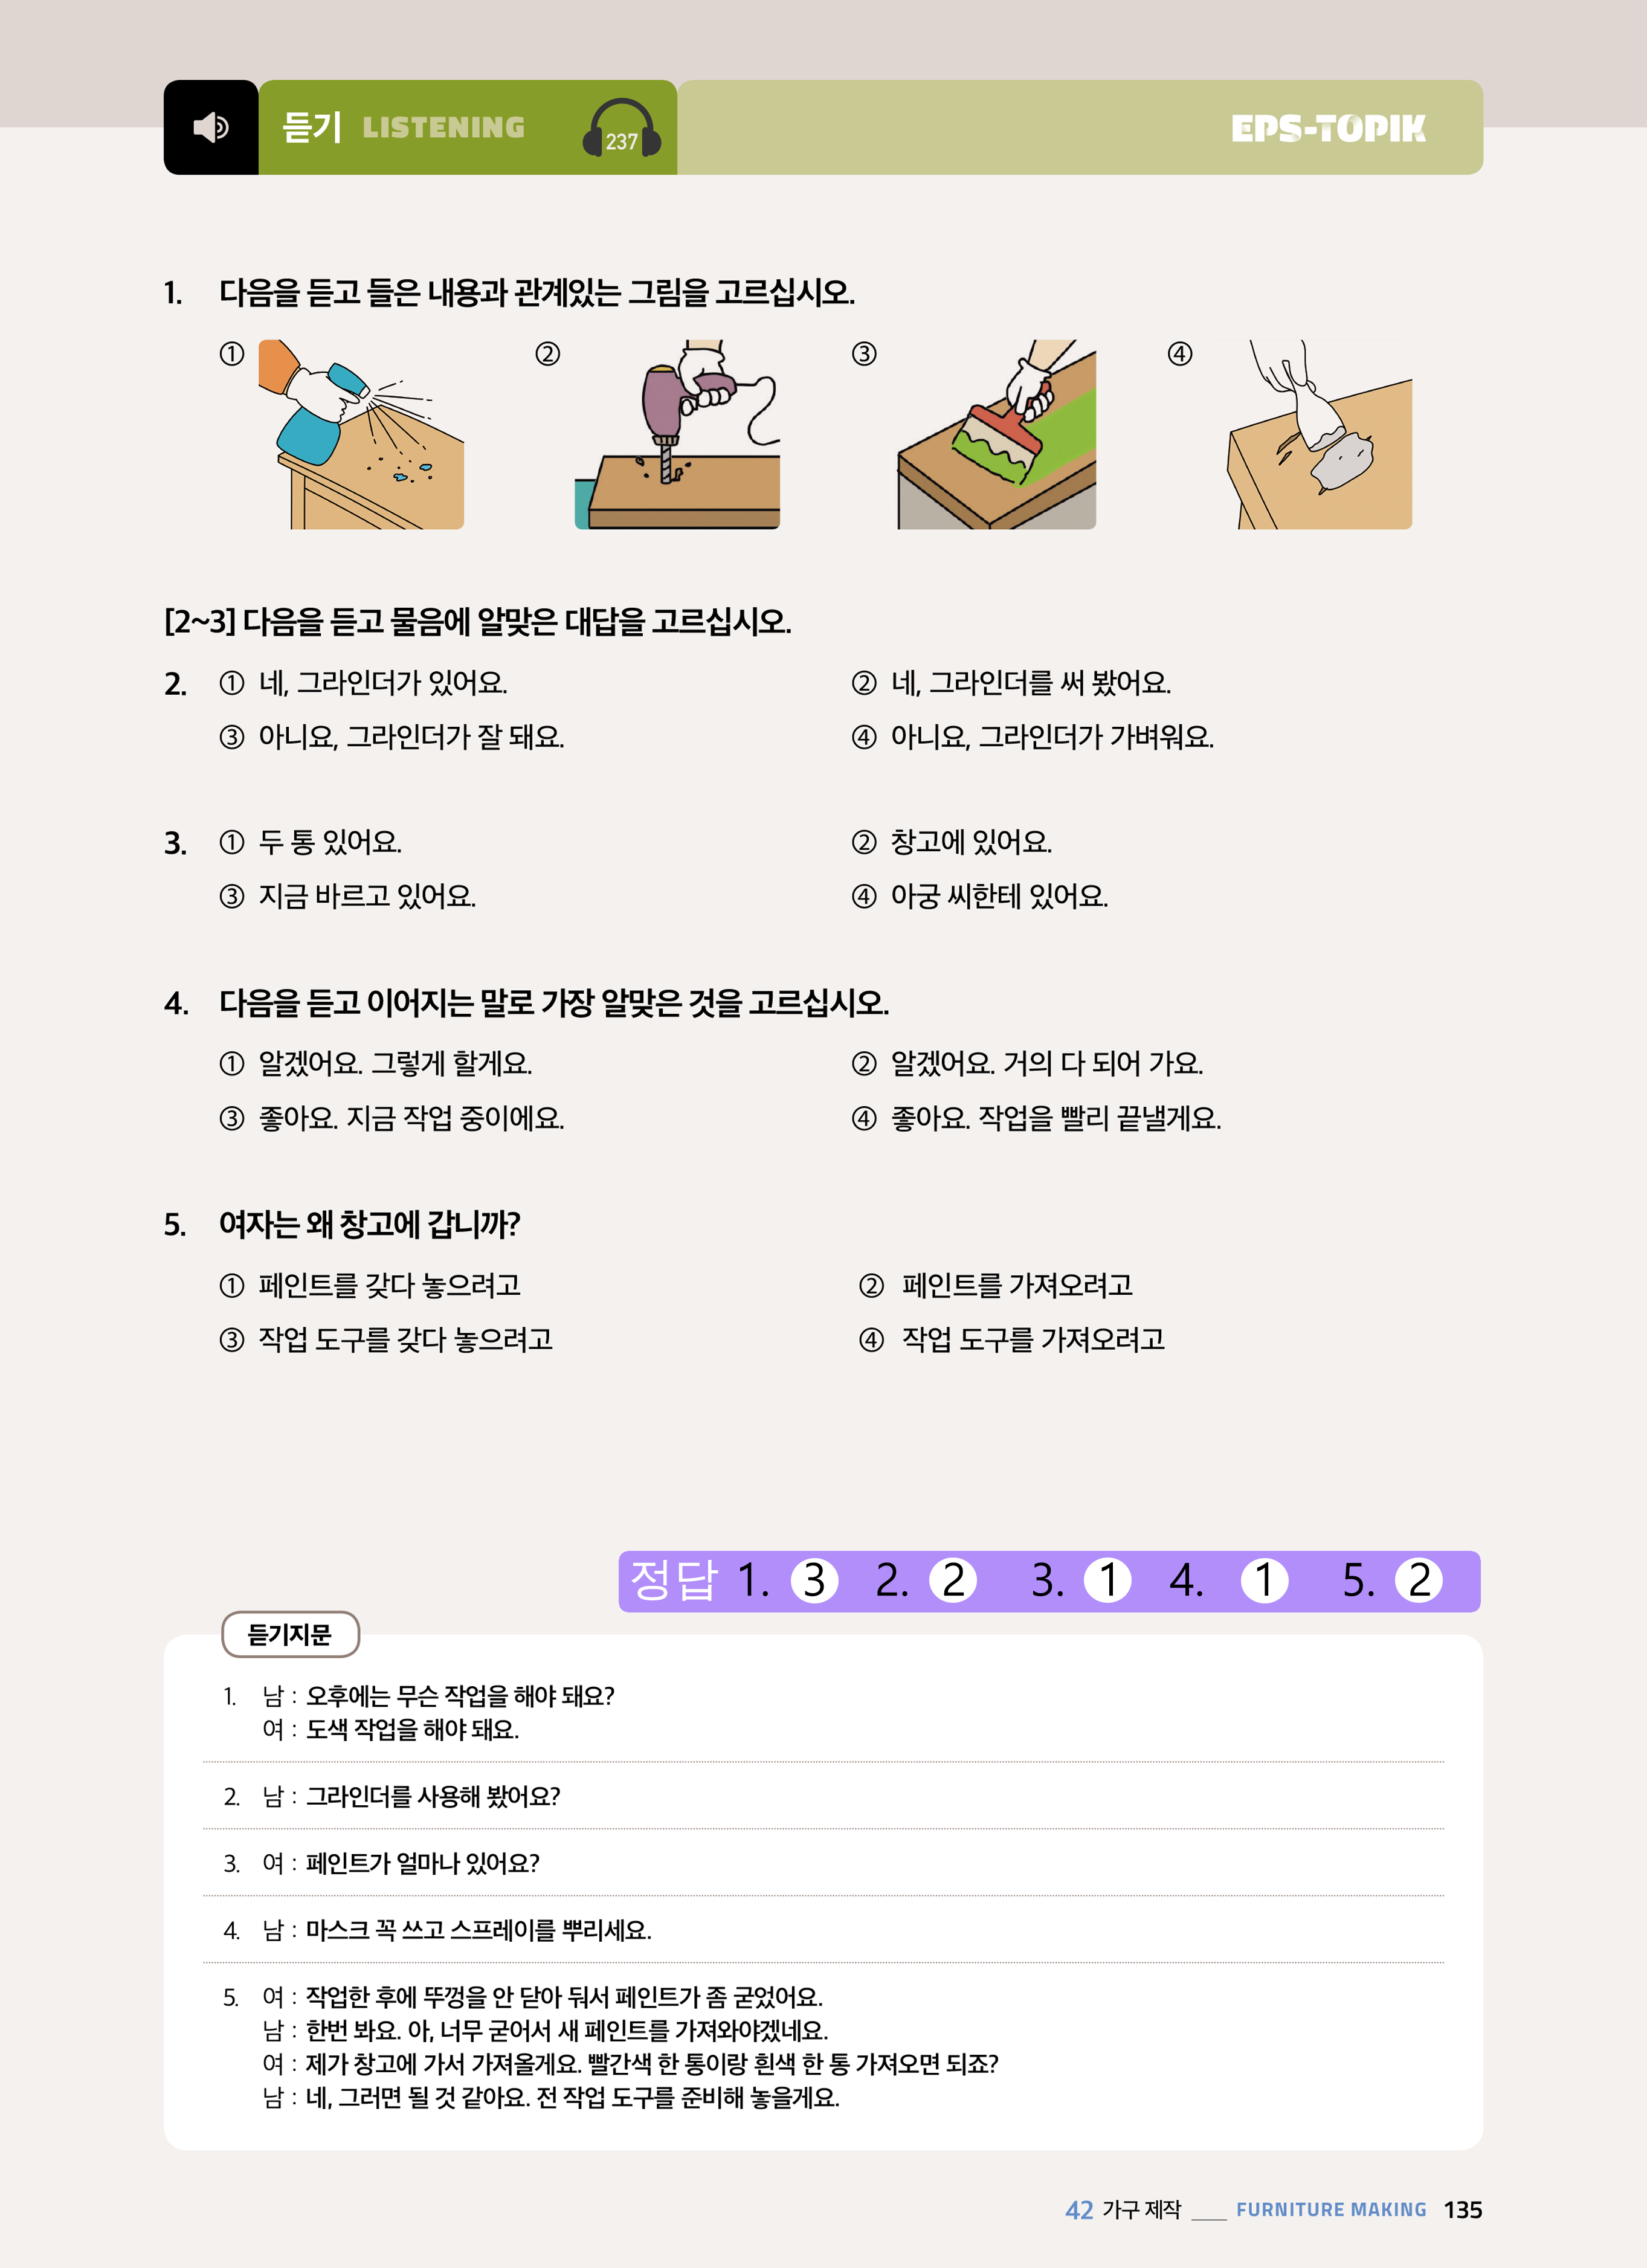 듣기 LISTENING 237 EPS-TOPIK
1. 다음을 듣고 들은 내용과 관계있는 그림을 고르십시오.
① ② ③ ④
[2~3] 다음을 듣고 물음에 알맞은 대답을 고르십시오.
2. ① 네, 그라인더가 있어요. ② 네, 그라인더를 써 봤어요.
③ 아니요, 그라인더가 잘 돼요. ④ 아니요, 그라인더가 가벼워요.
3. ① 두 통 있어요. ② 창고에 있어요.
③ 지금 바르고 있어요. ④ 아궁 씨한테 있어요.
4. 다음을 듣고 이어지는 말로 가장 알맞은 것을 고르십시오.
① 알겠어요. 그렇게 할게요. ② 알겠어요. 거의 다 되어 가요.
③ 좋아요. 지금 작업 중이에요. ④ 좋아요. 작업을 빨리 끝낼게요.
5. 여자는 왜 창고에 갑니까?
① 페인트를 갖다 놓으려고 ② 페인트를 가져오려고
③ 작업 도구를 갖다 놓으려고 ④ 작업 도구를 가져오려고
정답 1. 3 2. 2 3. 1 4. 1 5. 2
듣기지문
1. 남 : 오후에는 무슨 작업을 해야 돼요?
여 : 도색 작업을 해야 돼요.
2. 남 : 그라인더를 사용해 봤어요?
3. 여 : 페인트가 얼마나 있어요?
4. 남 : 마스크 꼭 쓰고 스프레이를 뿌리세요.
5. 여 : 작업한 후에 뚜껑을 안 닫아 둬서 페인트가 좀 굳었어요.
남 : 한번 봐요. 아, 너무 굳어서 새 페인트를 가져와야겠네요.
여 : 제가 창고에 가서 가져올게요. 빨간색 한 통이랑 흰색 한 통 가져오면 되죠?
남 : 네, 그러면 될 것 같아요. 전 작업 도구를 준비해 놓을게요.
42 가구 제작 ___ FURNITURE MAKING 135